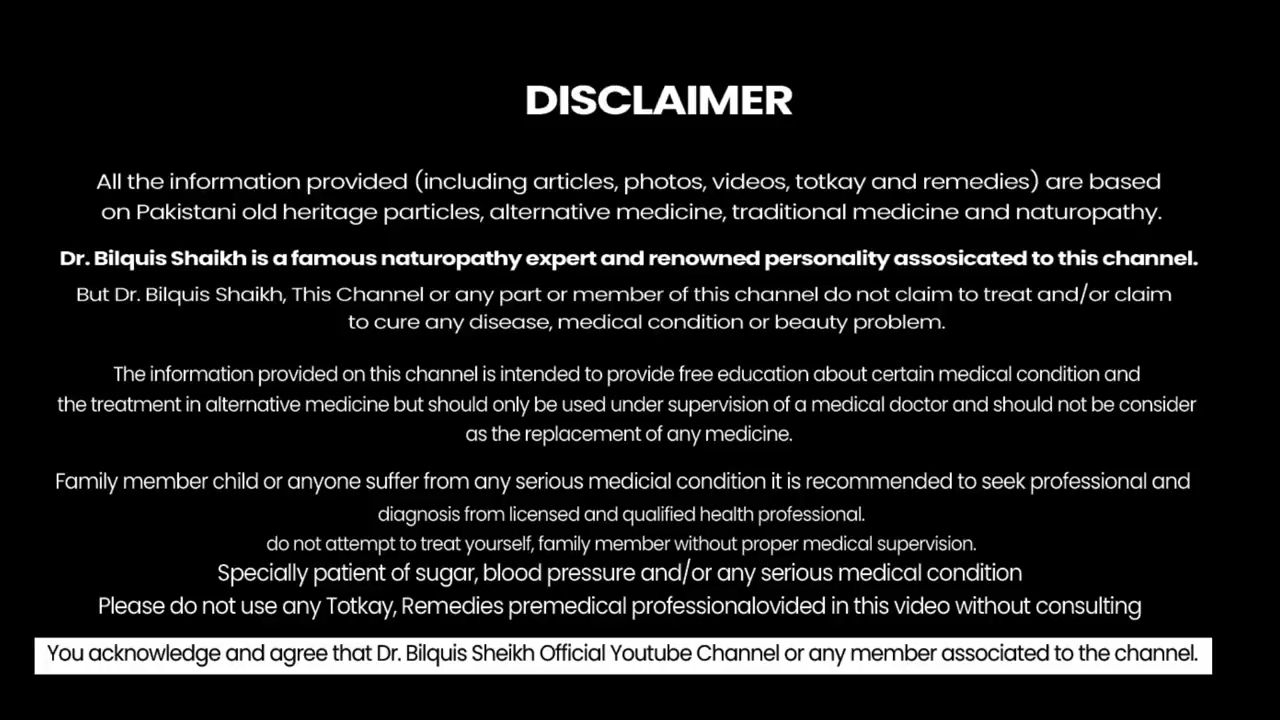 DISCLAIMER
All the information provided (including articles, photos, videos, totkay and remedies) are based
on Pakistani old heritage particles, alternative medicine, traditional medicine and naturopathy.
Dr. Bilquis Shaikh is a famous naturopathy expert and renowned personality assosicated to this channel.
But Dr. Bilquis Shaikh, This Channel or any part or member of this channel do not claim to treat and/or claim
to cure any disease, medical condition or beauty problem.
The information provided on this channel is intended to provide free education about certain medical condition and
the treatment in alternative medicine but should only be used under supervision of a medical doctor and should not be consider
as the replacement of any medicine.
Family member child or anyone suffer from any serious medicial condition it is recommended to seek professional and
diagnosis from licensed and qualified health professional.
do not attempt to treat yourself, family member without proper medical supervision.
Specially patient of sugar, blood pressure and/or any serious medical condition
Please do not use any Totkay, Remedies premedical professionalovided in this video without consulting
You acknowledge and agree that Dr. Bilquis Sheikh Official Youtube Channel or any member associated to the channel.